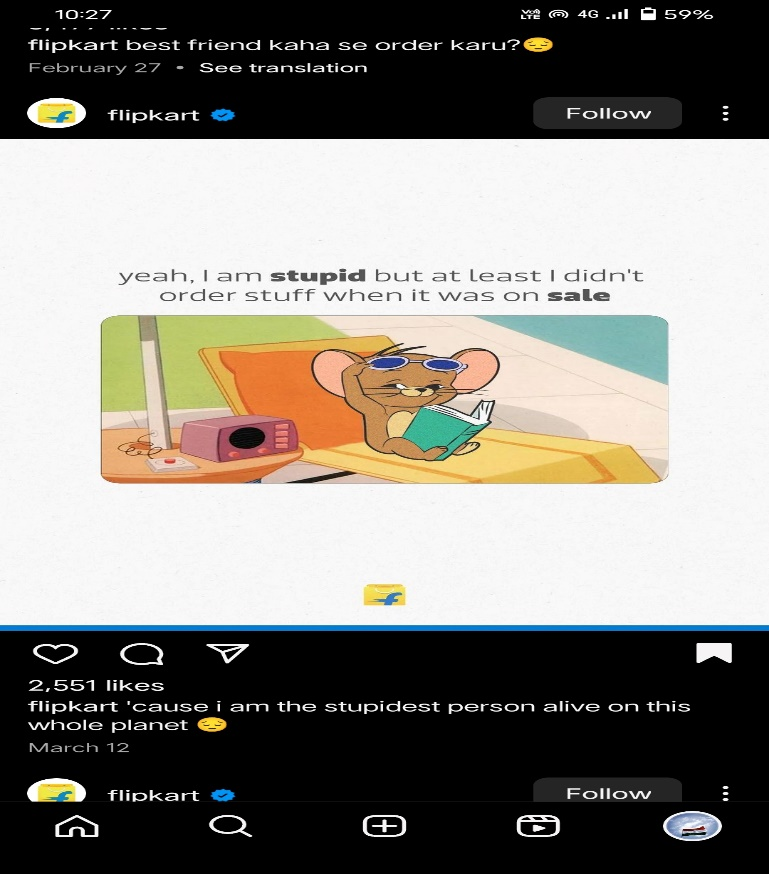 10:27 VoLTE 4G 59%
flipkart best friend kaha se order karu?😔
February 27 • See translation
flipkart Follow
yeah, I am stupid but at least I didn't
order stuff when it was on sale
2,551 likes
flipkart 'cause i am the stupidest person alive on this
whole planet 😔
March 12
flipkart Follow